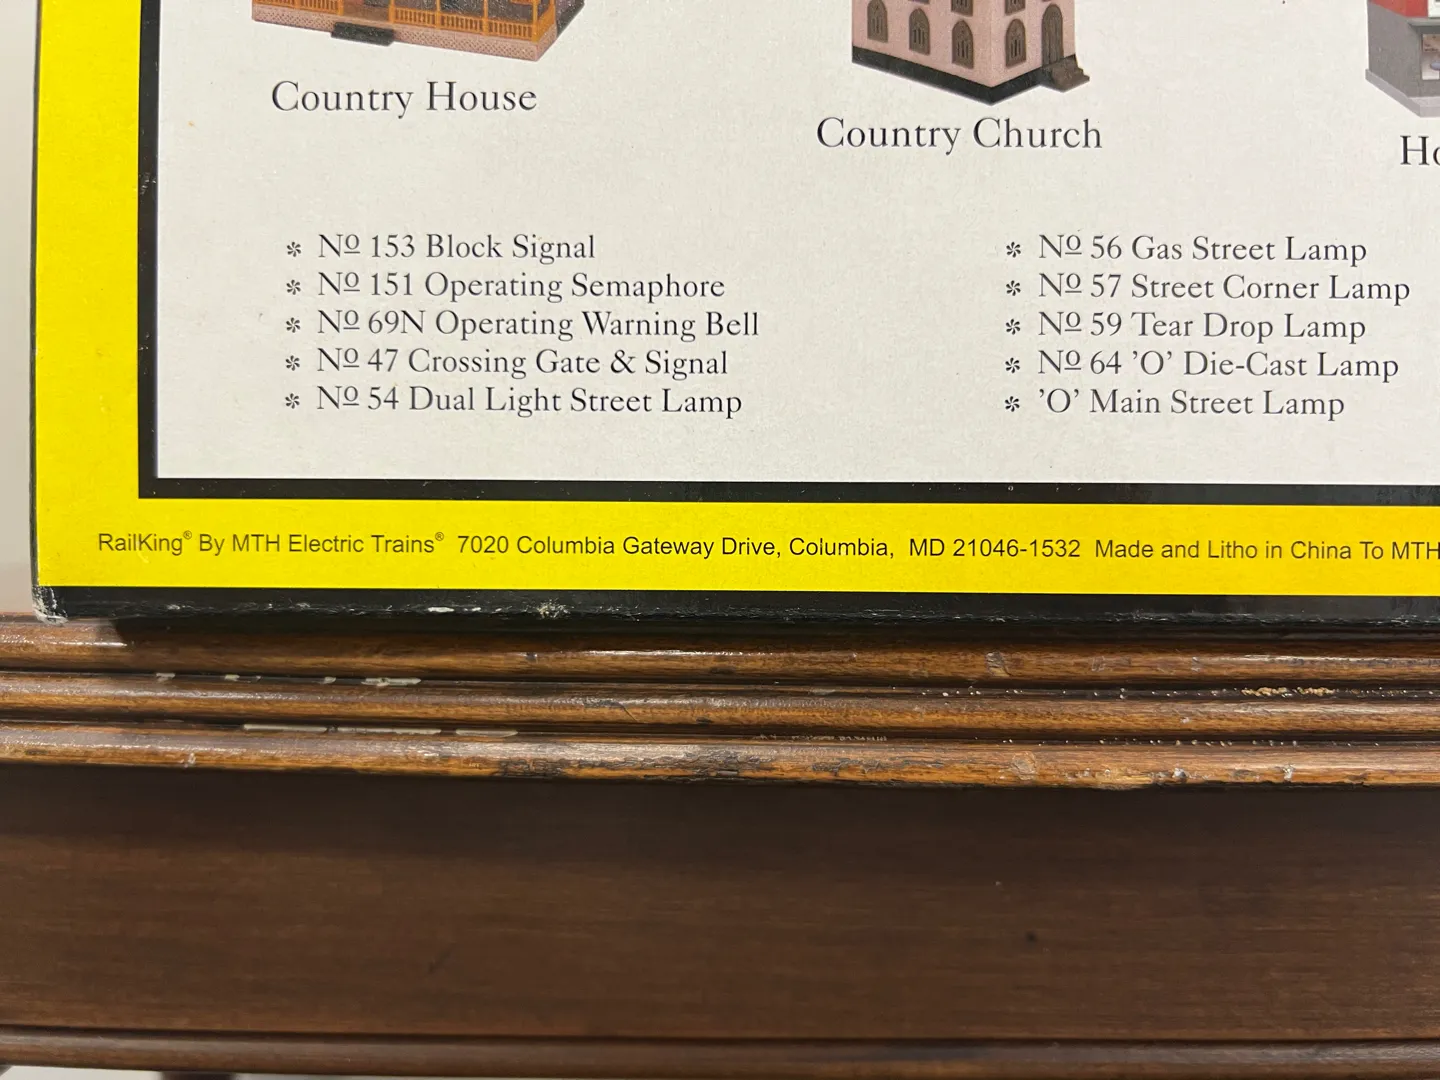 Country House
Country Church
Nº 153 Block Signal
Nº 151 Operating Semaphore
Nº 69N Operating Warning Bell
Nº 47 Crossing Gate & Signal
Nº 54 Dual Light Street Lamp
Nº 56 Gas Street Lamp
Nº 57 Street Corner Lamp
Nº 59 Tear Drop Lamp
Nº 64 'O' Die-Cast Lamp
'O' Main Street Lamp
RailKing® By MTH Electric Trains® 7020 Columbia Gateway Drive, Columbia, MD 21046-1532 Made and Litho in China To MTH